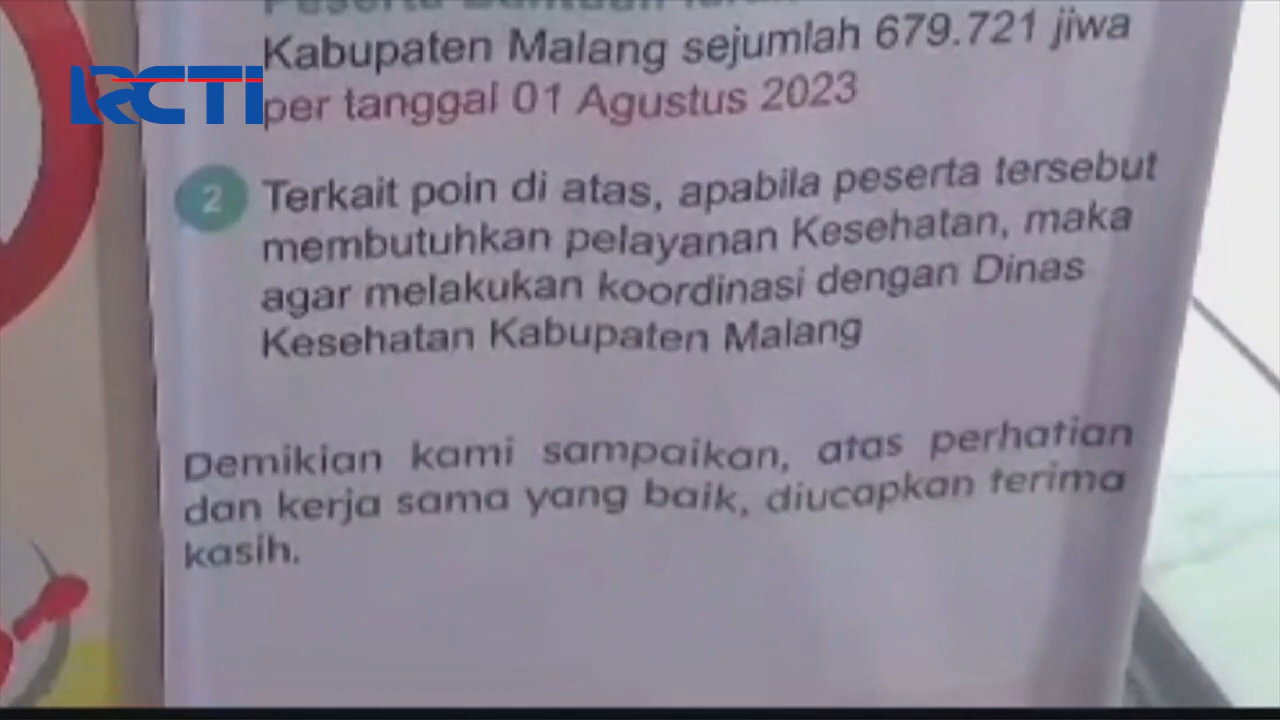 Kabupaten Malang sejumlah 679.721 jiwa
per tanggal 01 Agustus 2023
2 Terkait poin di atas, apabila peserta tersebut
membutuhkan pelayanan Kesehatan, maka
agar melakukan koordinasi dengan Dinas
Kesehatan Kabupaten Malang
Demikian kami sampaikan, atas perhatian
dan kerja sama yang baik, diucapkan terima
kasih.
RCTI